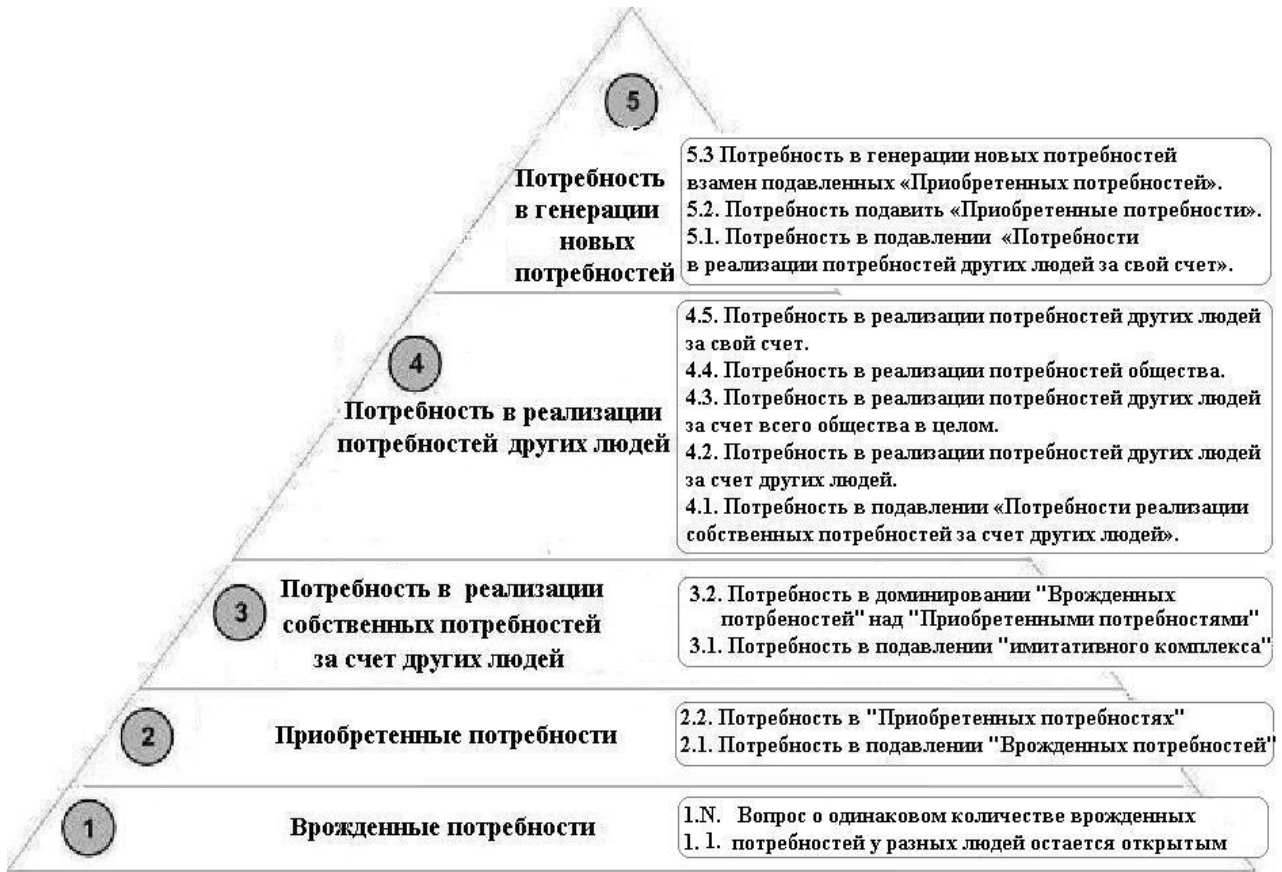 5
Потребность
в генерации
новых
потребностей
5.3 Потребность в генерации новых потребностей
взамен подавленных «Приобретенных потребностей».
5.2. Потребность подавить «Приобретенные потребности».
5.1. Потребность в подавлении «Потребности
в реализации потребностей других людей за свой счет».
4
Потребность в реализации
потребностей других людей
4.5. Потребность в реализации потребностей других людей
за свой счет.
4.4. Потребность в реализации потребностей общества.
4.3. Потребность в реализации потребностей других людей
за счет всего общества в целом.
4.2. Потребность в реализации потребностей других людей
за счет других людей.
4.1. Потребность в подавлении «Потребности реализации
собственных потребностей за счет других людей».
3
Потребность в реализации
собственных потребностей
за счет других людей
3.2. Потребность в доминировании "Врожденных
потрбеностей" над "Приобретенными потребностями"
3.1. Потребность в подавлении "имитативного комплекса"
2
Приобретенные потребности
2.2. Потребность в "Приобретенных потребностях"
2.1. Потребность в подавлении "Врожденных потребностей"
1
Врожденные потребности
1.N. Вопрос о одинаковом количестве врожденных
1. 1. потребностей у разных людей остается открытым